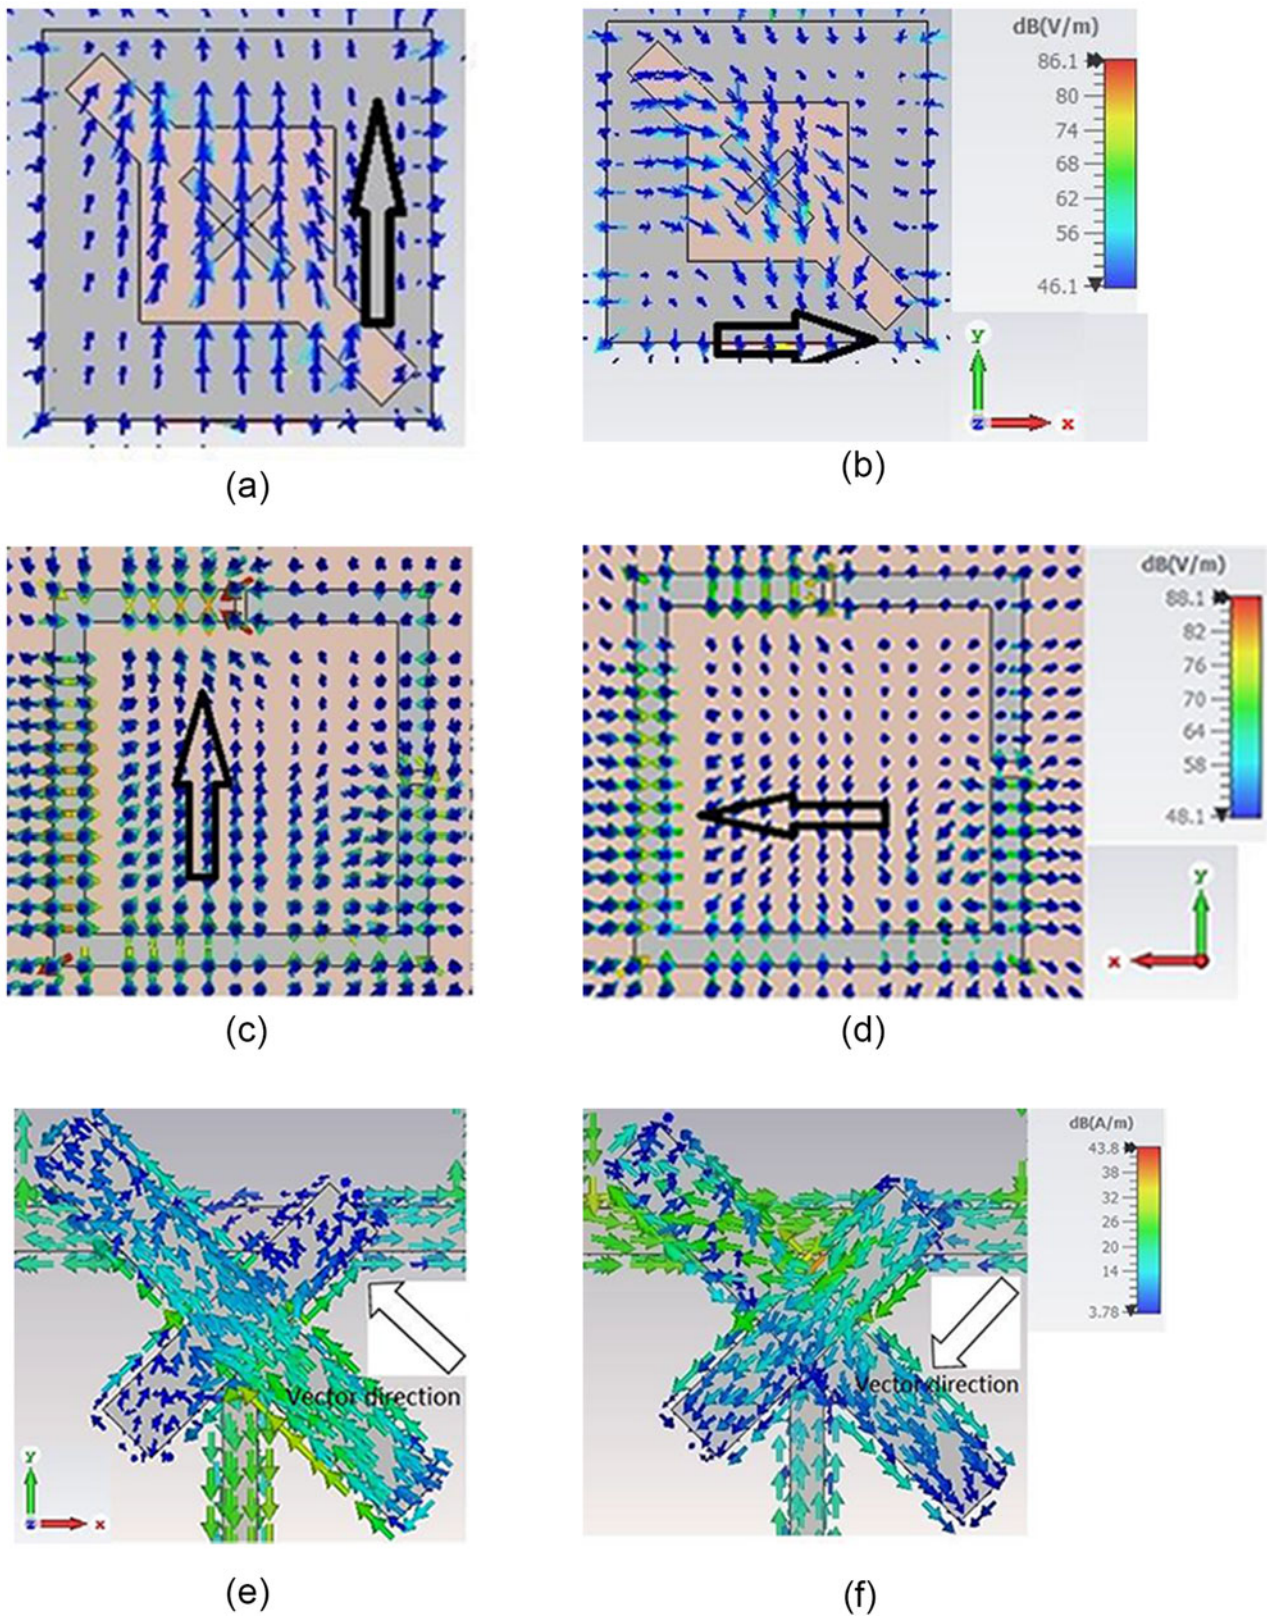 dB(V/m)
86.1
80
74
68
62
56
46.1
y
z
x
(a)
(b)
dB(V/m)
88.1
82
76
70
64
58
48.1
y
x
(c)
(d)
dB(A/m)
43.8
38
32
26
20
14
3.78
Vector direction
Vector direction
y
z
x
(e)
(f)